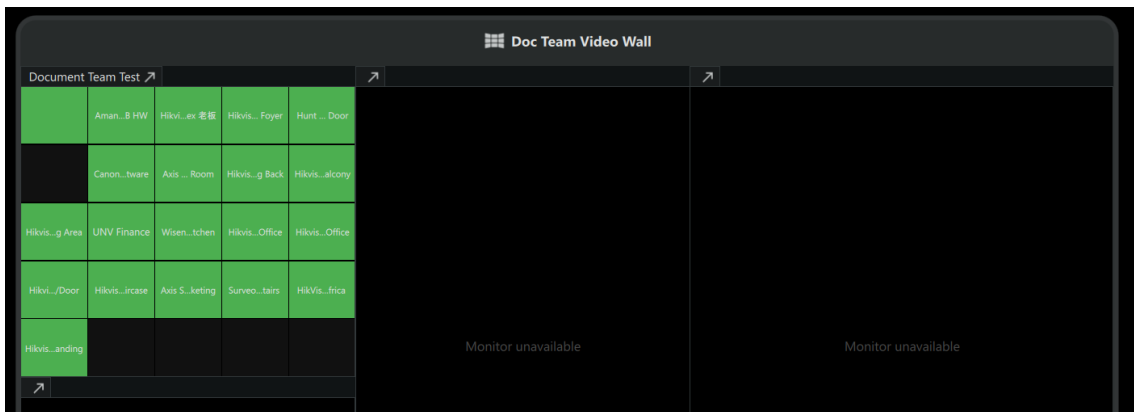 Doc Team Video Wall
Document Team Test
Aman...B HW Hikvi...ex 老板 Hikvis... Foyer Hunt ... Door
Canon...tware Axis ... Room Hikvis...g Back Hikvis...alcony
Hikvis...g Area UNV Finance Wisen...tchen Hikvis...Office Hikvis...Office
Hikvi.../Door Hikvis...ircase Axis S...keting Surveo...tairs HikVis...frica
Hikvis...anding
Monitor unavailable Monitor unavailable